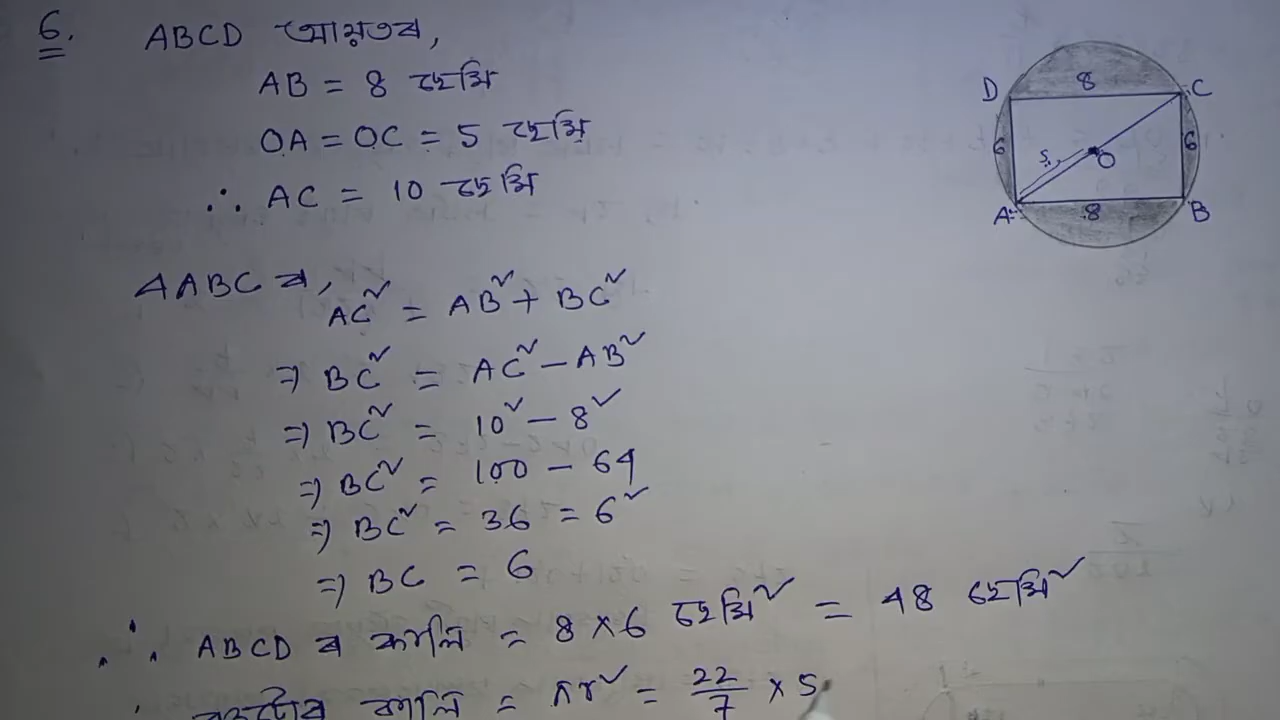 6. ABCD আয়তৰ,
AB = 8 ছেমি
OA = OC = 5 ছেমি
∴ AC = 10 ছেমি
D 8 C
6 5 O 6
A 8 B
△ABC ৰ,
AC² = AB² + BC²
⇒ BC² = AC² − AB²
⇒ BC² = 10² − 8²
⇒ BC² = 100 − 64
⇒ BC² = 36 = 6²
⇒ BC = 6
∴ ABCD ৰ কালি = 8 × 6 ছেমি² = 48 ছেমি²
কালি = πr² = 22/7 × 5